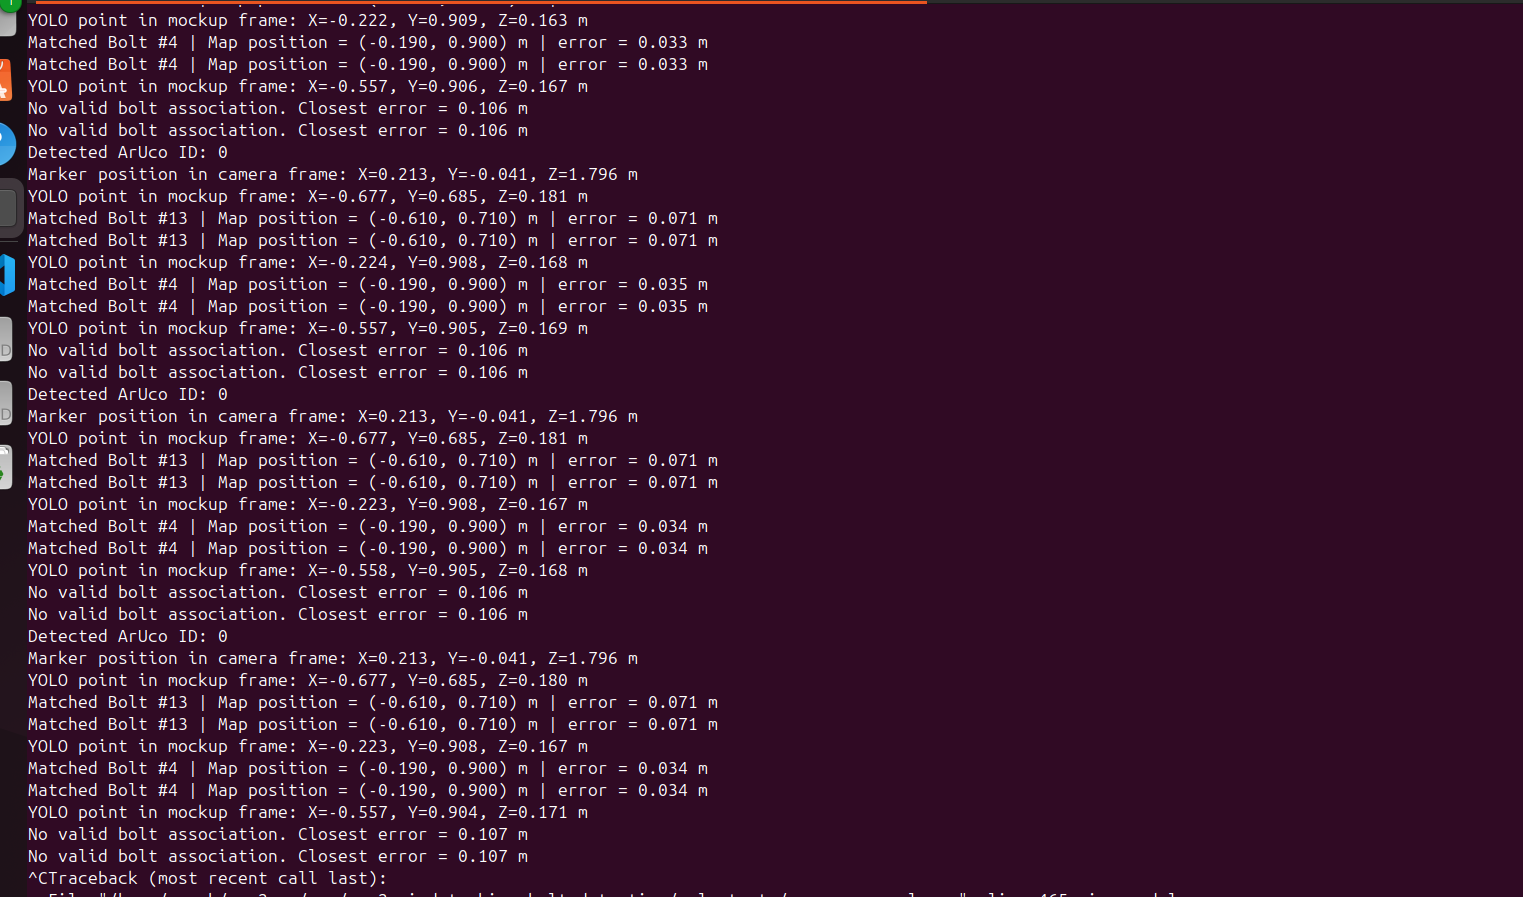 YOLO point in mockup frame: X=-0.222, Y=0.909, Z=0.163 m
Matched Bolt #4 | Map position = (-0.190, 0.900) m | error = 0.033 m
Matched Bolt #4 | Map position = (-0.190, 0.900) m | error = 0.033 m
YOLO point in mockup frame: X=-0.557, Y=0.906, Z=0.167 m
No valid bolt association. Closest error = 0.106 m
No valid bolt association. Closest error = 0.106 m
Detected ArUco ID: 0
Marker position in camera frame: X=0.213, Y=-0.041, Z=1.796 m
YOLO point in mockup frame: X=-0.677, Y=0.685, Z=0.181 m
Matched Bolt #13 | Map position = (-0.610, 0.710) m | error = 0.071 m
Matched Bolt #13 | Map position = (-0.610, 0.710) m | error = 0.071 m
YOLO point in mockup frame: X=-0.224, Y=0.908, Z=0.168 m
Matched Bolt #4 | Map position = (-0.190, 0.900) m | error = 0.035 m
Matched Bolt #4 | Map position = (-0.190, 0.900) m | error = 0.035 m
YOLO point in mockup frame: X=-0.557, Y=0.905, Z=0.169 m
No valid bolt association. Closest error = 0.106 m
No valid bolt association. Closest error = 0.106 m
Detected ArUco ID: 0
Marker position in camera frame: X=0.213, Y=-0.041, Z=1.796 m
YOLO point in mockup frame: X=-0.677, Y=0.685, Z=0.181 m
Matched Bolt #13 | Map position = (-0.610, 0.710) m | error = 0.071 m
Matched Bolt #13 | Map position = (-0.610, 0.710) m | error = 0.071 m
YOLO point in mockup frame: X=-0.223, Y=0.908, Z=0.167 m
Matched Bolt #4 | Map position = (-0.190, 0.900) m | error = 0.034 m
Matched Bolt #4 | Map position = (-0.190, 0.900) m | error = 0.034 m
YOLO point in mockup frame: X=-0.558, Y=0.905, Z=0.168 m
No valid bolt association. Closest error = 0.106 m
No valid bolt association. Closest error = 0.106 m
Detected ArUco ID: 0
Marker position in camera frame: X=0.213, Y=-0.041, Z=1.796 m
YOLO point in mockup frame: X=-0.677, Y=0.685, Z=0.180 m
Matched Bolt #13 | Map position = (-0.610, 0.710) m | error = 0.071 m
Matched Bolt #13 | Map position = (-0.610, 0.710) m | error = 0.071 m
YOLO point in mockup frame: X=-0.223, Y=0.908, Z=0.167 m
Matched Bolt #4 | Map position = (-0.190, 0.900) m | error = 0.034 m
Matched Bolt #4 | Map position = (-0.190, 0.900) m | error = 0.034 m
YOLO point in mockup frame: X=-0.557, Y=0.904, Z=0.171 m
No valid bolt association. Closest error = 0.107 m
No valid bolt association. Closest error = 0.107 m
^CTraceback (most recent call last):